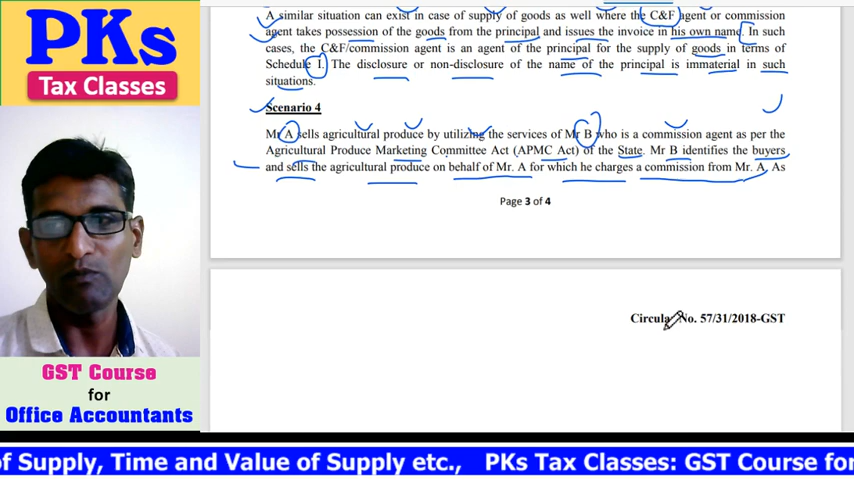 PKs
Tax Classes
GST Course
for
Office Accountants
A similar situation can exist in case of supply of goods as well where the C&F agent or commission
agent takes possession of the goods from the principal and issues the invoice in his own name. In such
cases, the C&F/commission agent is an agent of the principal for the supply of goods in terms of
Schedule I. The disclosure or non-disclosure of the name of the principal is immaterial in such
situations.
Scenario 4
Mr A sells agricultural produce by utilizing the services of Mr B who is a commission agent as per the
Agricultural Produce Marketing Committee Act (APMC Act) of the State. Mr B identifies the buyers
and sells the agricultural produce on behalf of Mr. A for which he charges a commission from Mr. A. As
Page 3 of 4
Circular No. 57/31/2018-GST
of Supply, Time and Value of Supply etc., PKs Tax Classes: GST Course for